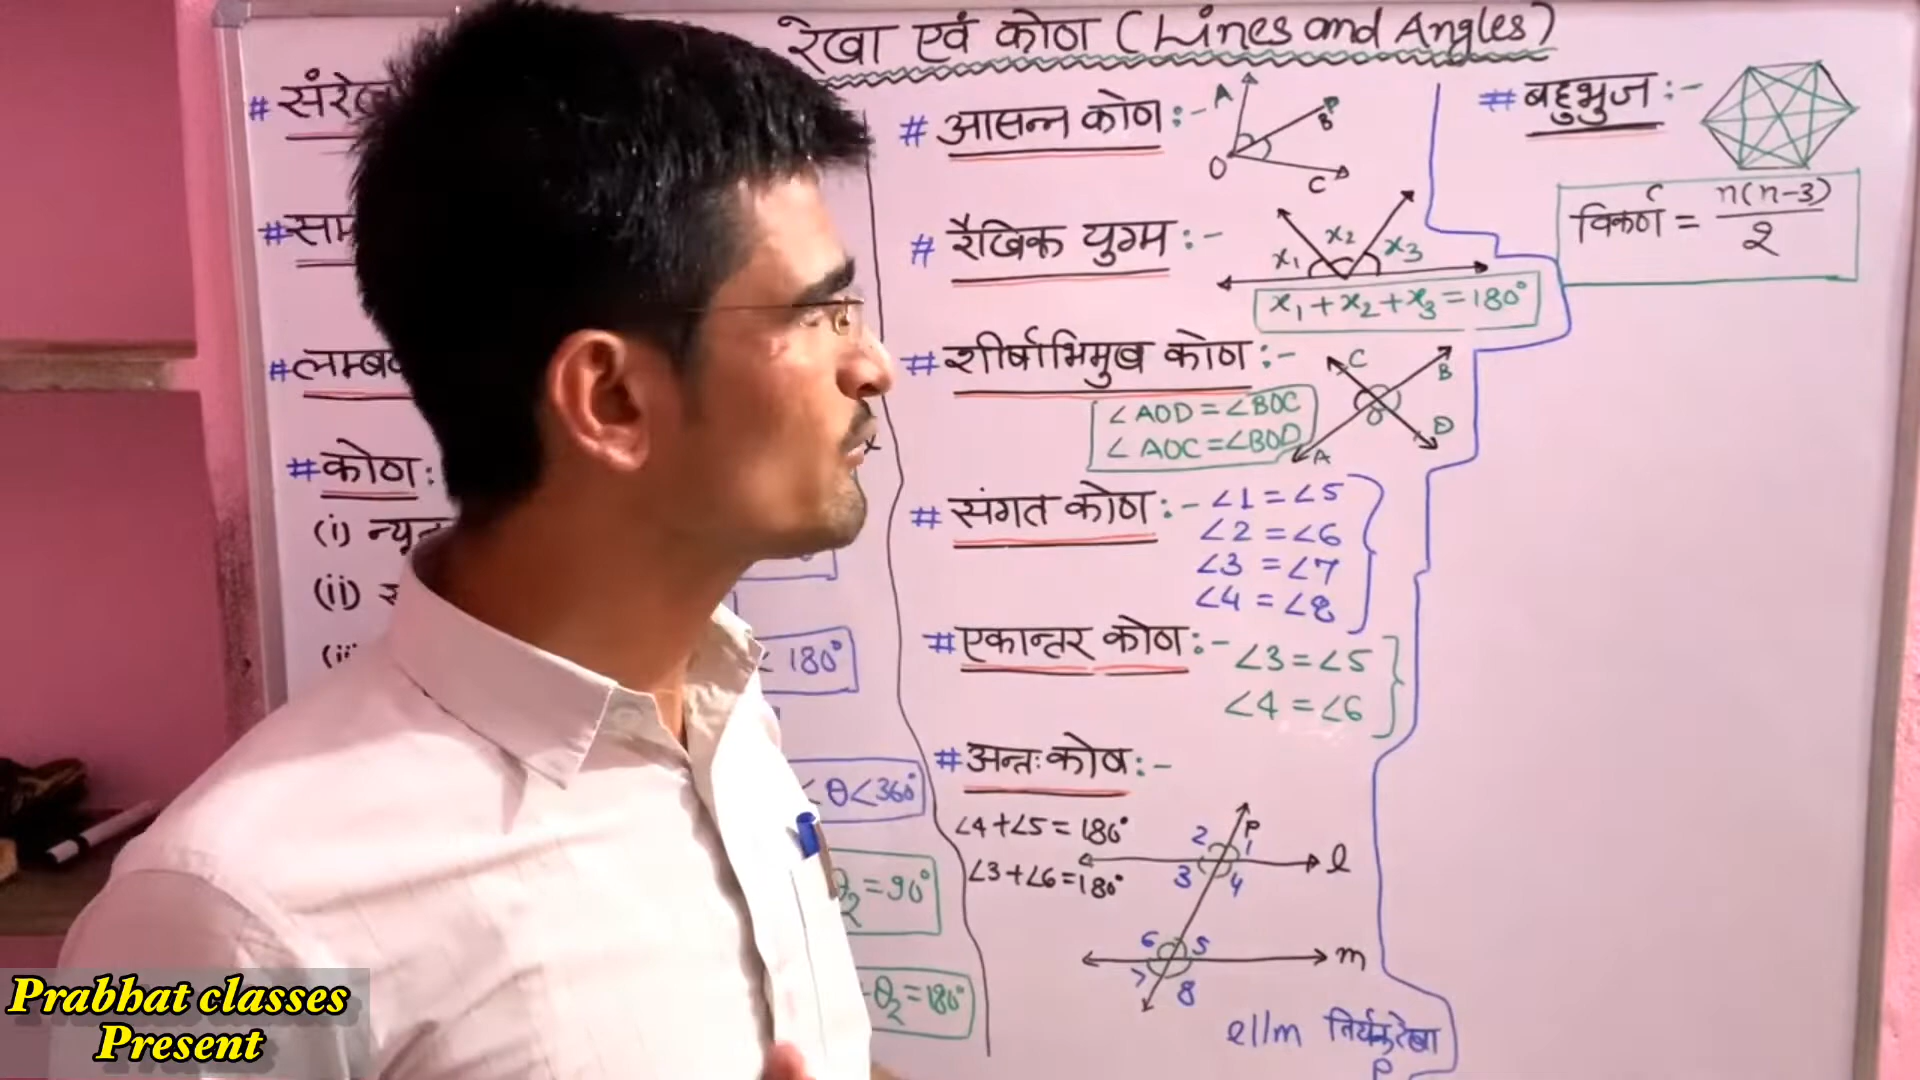 रेखा एवं कोण (Lines and Angles)
#
#
#
# कोण :
(i)
(ii)
< 180°
< θ < 360°
θ₂ = 90°
θ₂ = 180°
# आसन्न कोण :-
A
P
B
O
C
# रैखिक युग्म :-
x₁ x₂ x₃
x₁ + x₂ + x₃ = 180°
# शीर्षाभिमुख कोण :-
∠AOD = ∠BOC
∠AOC = ∠BOD
C
B
O
D
A
# संगत कोण :- ∠1 = ∠5
∠2 = ∠6
∠3 = ∠7
∠4 = ∠8
# एकान्तर कोण :- ∠3 = ∠5
∠4 = ∠6
# अन्तः कोण :-
∠4 + ∠5 = 180°
∠3 + ∠6 = 180°
P
2 1
l
3 4
6 5
m
7 8
l || m तिर्यक रेखा
P
# बहुभुज :-
विकर्ण = n(n-3)/2
Prabhat classes
Present